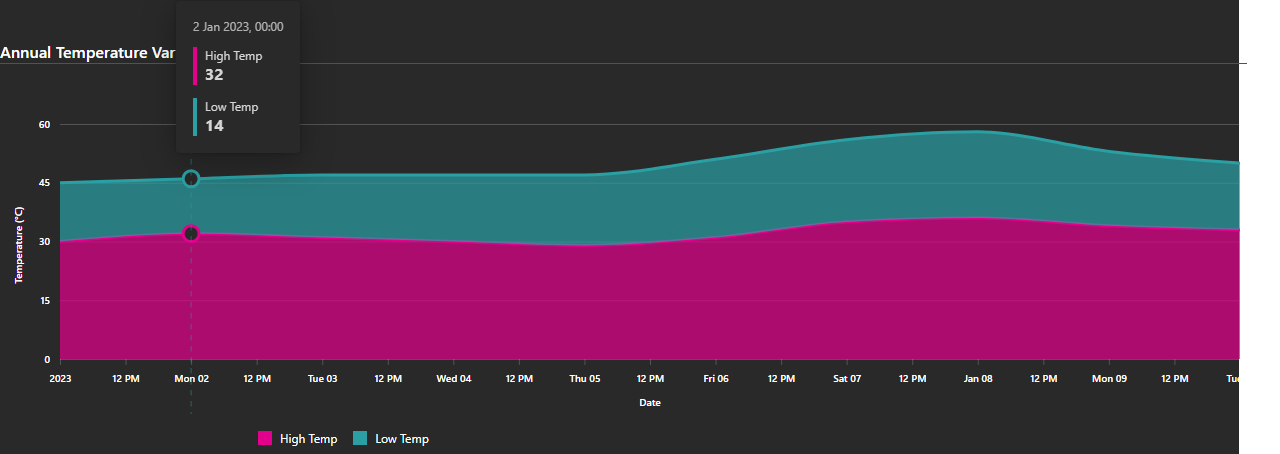 2 Jan 2023, 00:00
High Temp
32
Low Temp
14
Annual Temperature Var
60
45
30
15
0
Temperature (°C)
2023 12 PM Mon 02 12 PM Tue 03 12 PM Wed 04 12 PM Thu 05 12 PM Fri 06 12 PM Sat 07 12 PM Jan 08 12 PM Mon 09 12 PM Tu
Date
High Temp Low Temp